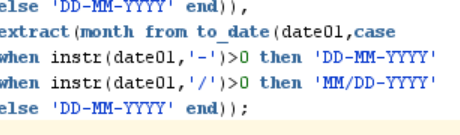 else 'DD-MM-YYYY' end)),
extract(month from to_date(date01,case
when instr(date01,'-')>0 then 'DD-MM-YYYY'
when instr(date01,'/')>0 then 'MM/DD-YYYY'
else 'DD-MM-YYYY' end));